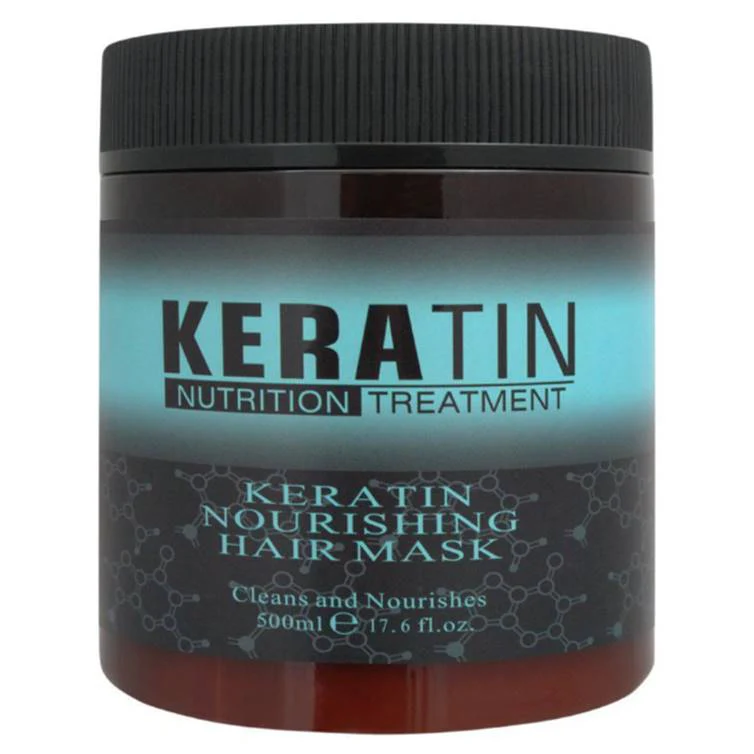 KERATIN
NUTRITION TREATMENT
KERATIN
NOURISHING
HAIR MASK
Cleans and Nourishes
500ml ℮ 17.6 fl.oz.